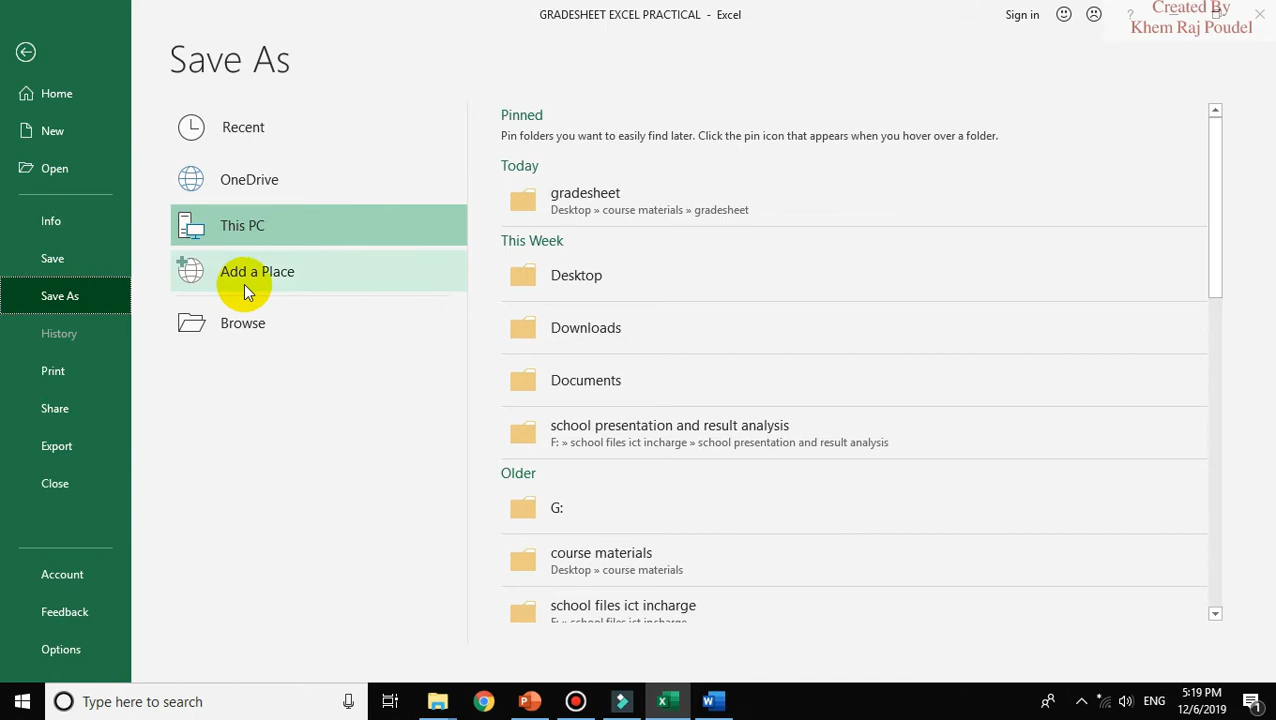 GRADESHEET EXCEL PRACTICAL - Excel
Sign in
?
Created By
Khem Raj Poudel
Save As
Home
New
Open
Info
Save
Save As
History
Print
Share
Export
Close
Account
Feedback
Options
Recent
OneDrive
This PC
Add a Place
Browse
Pinned
Pin folders you want to easily find later. Click the pin icon that appears when you hover over a folder.
Today
gradesheet
Desktop » course materials » gradesheet
This Week
Desktop
Downloads
Documents
school presentation and result analysis
F: » school files ict incharge » school presentation and result analysis
Older
G:
course materials
Desktop » course materials
school files ict incharge
F: » school files ict incharge
Type here to search
ENG
5:19 PM
12/6/2019
1